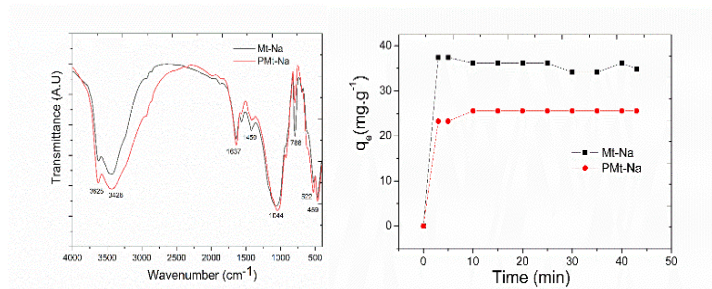 Mt-Na
PMt-Na
Transmittance (A.U)
3625
3428
1637
1459
1044
788
522
469
4000 3500 3000 2500 2000 1500 1000 500
Wavenumber (cm-1)
40
30
20
10
0
qe(mg.g-1)
Mt-Na
PMt-Na
0 10 20 30 40 50
Time (min)